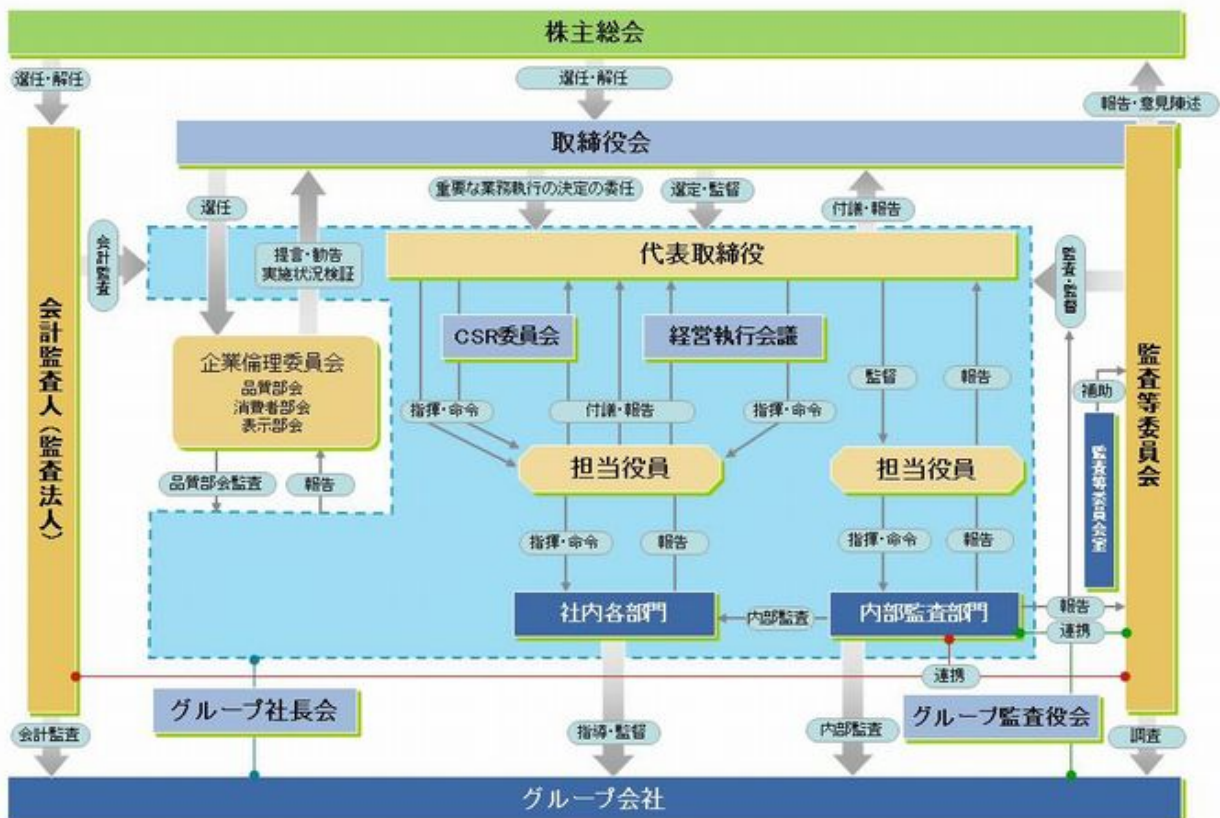 株主総会
選任・解任
選任・解任
報告・意見陳述
取締役会
選任
提言・勧告
実施状況検証
重要な業務執行の決定の委任
選定・監督
付議・報告
会計監査
代表取締役
監査・監督
会計監査人(監査法人)
CSR委員会
経営執行会議
監査等委員会
企業倫理委員会
品質部会
消費者部会
表示部会
指揮・命令
付議・報告
指揮・命令
監督
報告
補助
担当役員
担当役員
監査等委員会室
品質部会監査
報告
指揮・命令
報告
指揮・命令
報告
社内各部門
内部監査
内部監査部門
報告
連携
連携
グループ社長会
グループ監査役会
会計監査
指導・監督
内部監査
調査
グループ会社